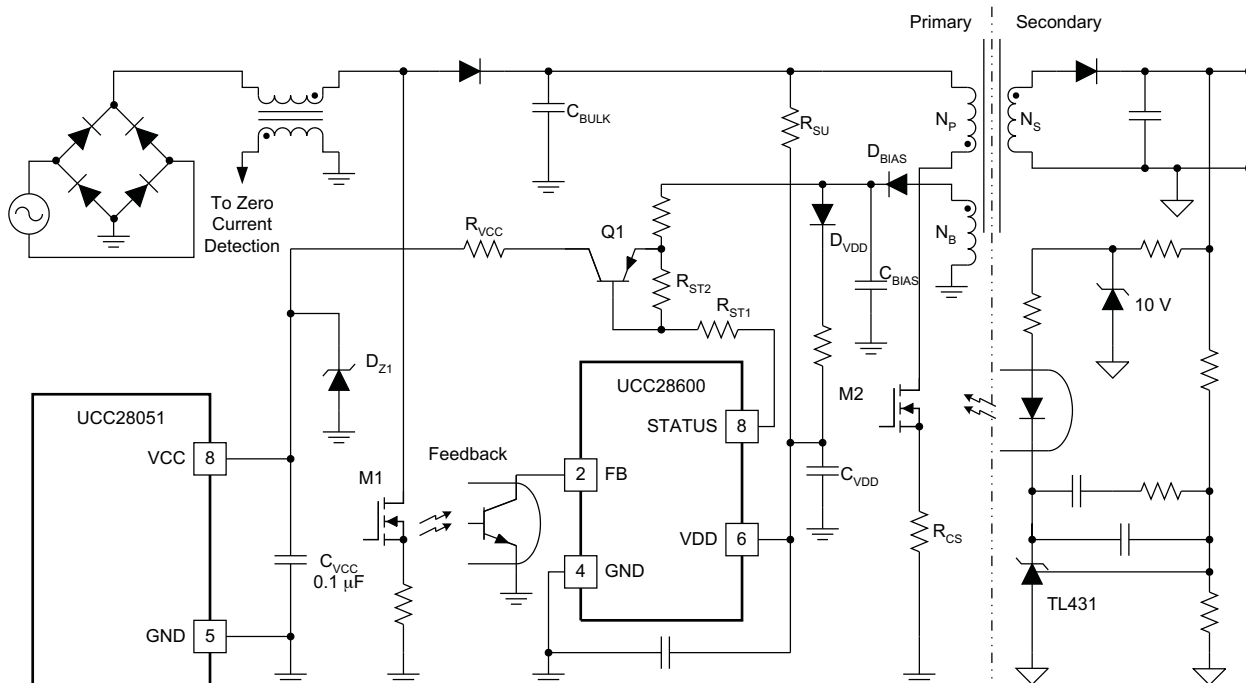 Primary
Secondary
C_BULK
R_SU
N_P
N_S
D_BIAS
To Zero
Current
Detection
R_VCC
Q1
D_VDD
N_B
R_ST2
C_BIAS
R_ST1
10 V
D_Z1
UCC28600
UCC28051
M2
STATUS
8
VCC
8
Feedback
2
FB
C_VDD
M1
VDD
6
R_CS
C_VCC
0.1 μF
4
GND
TL431
GND
5